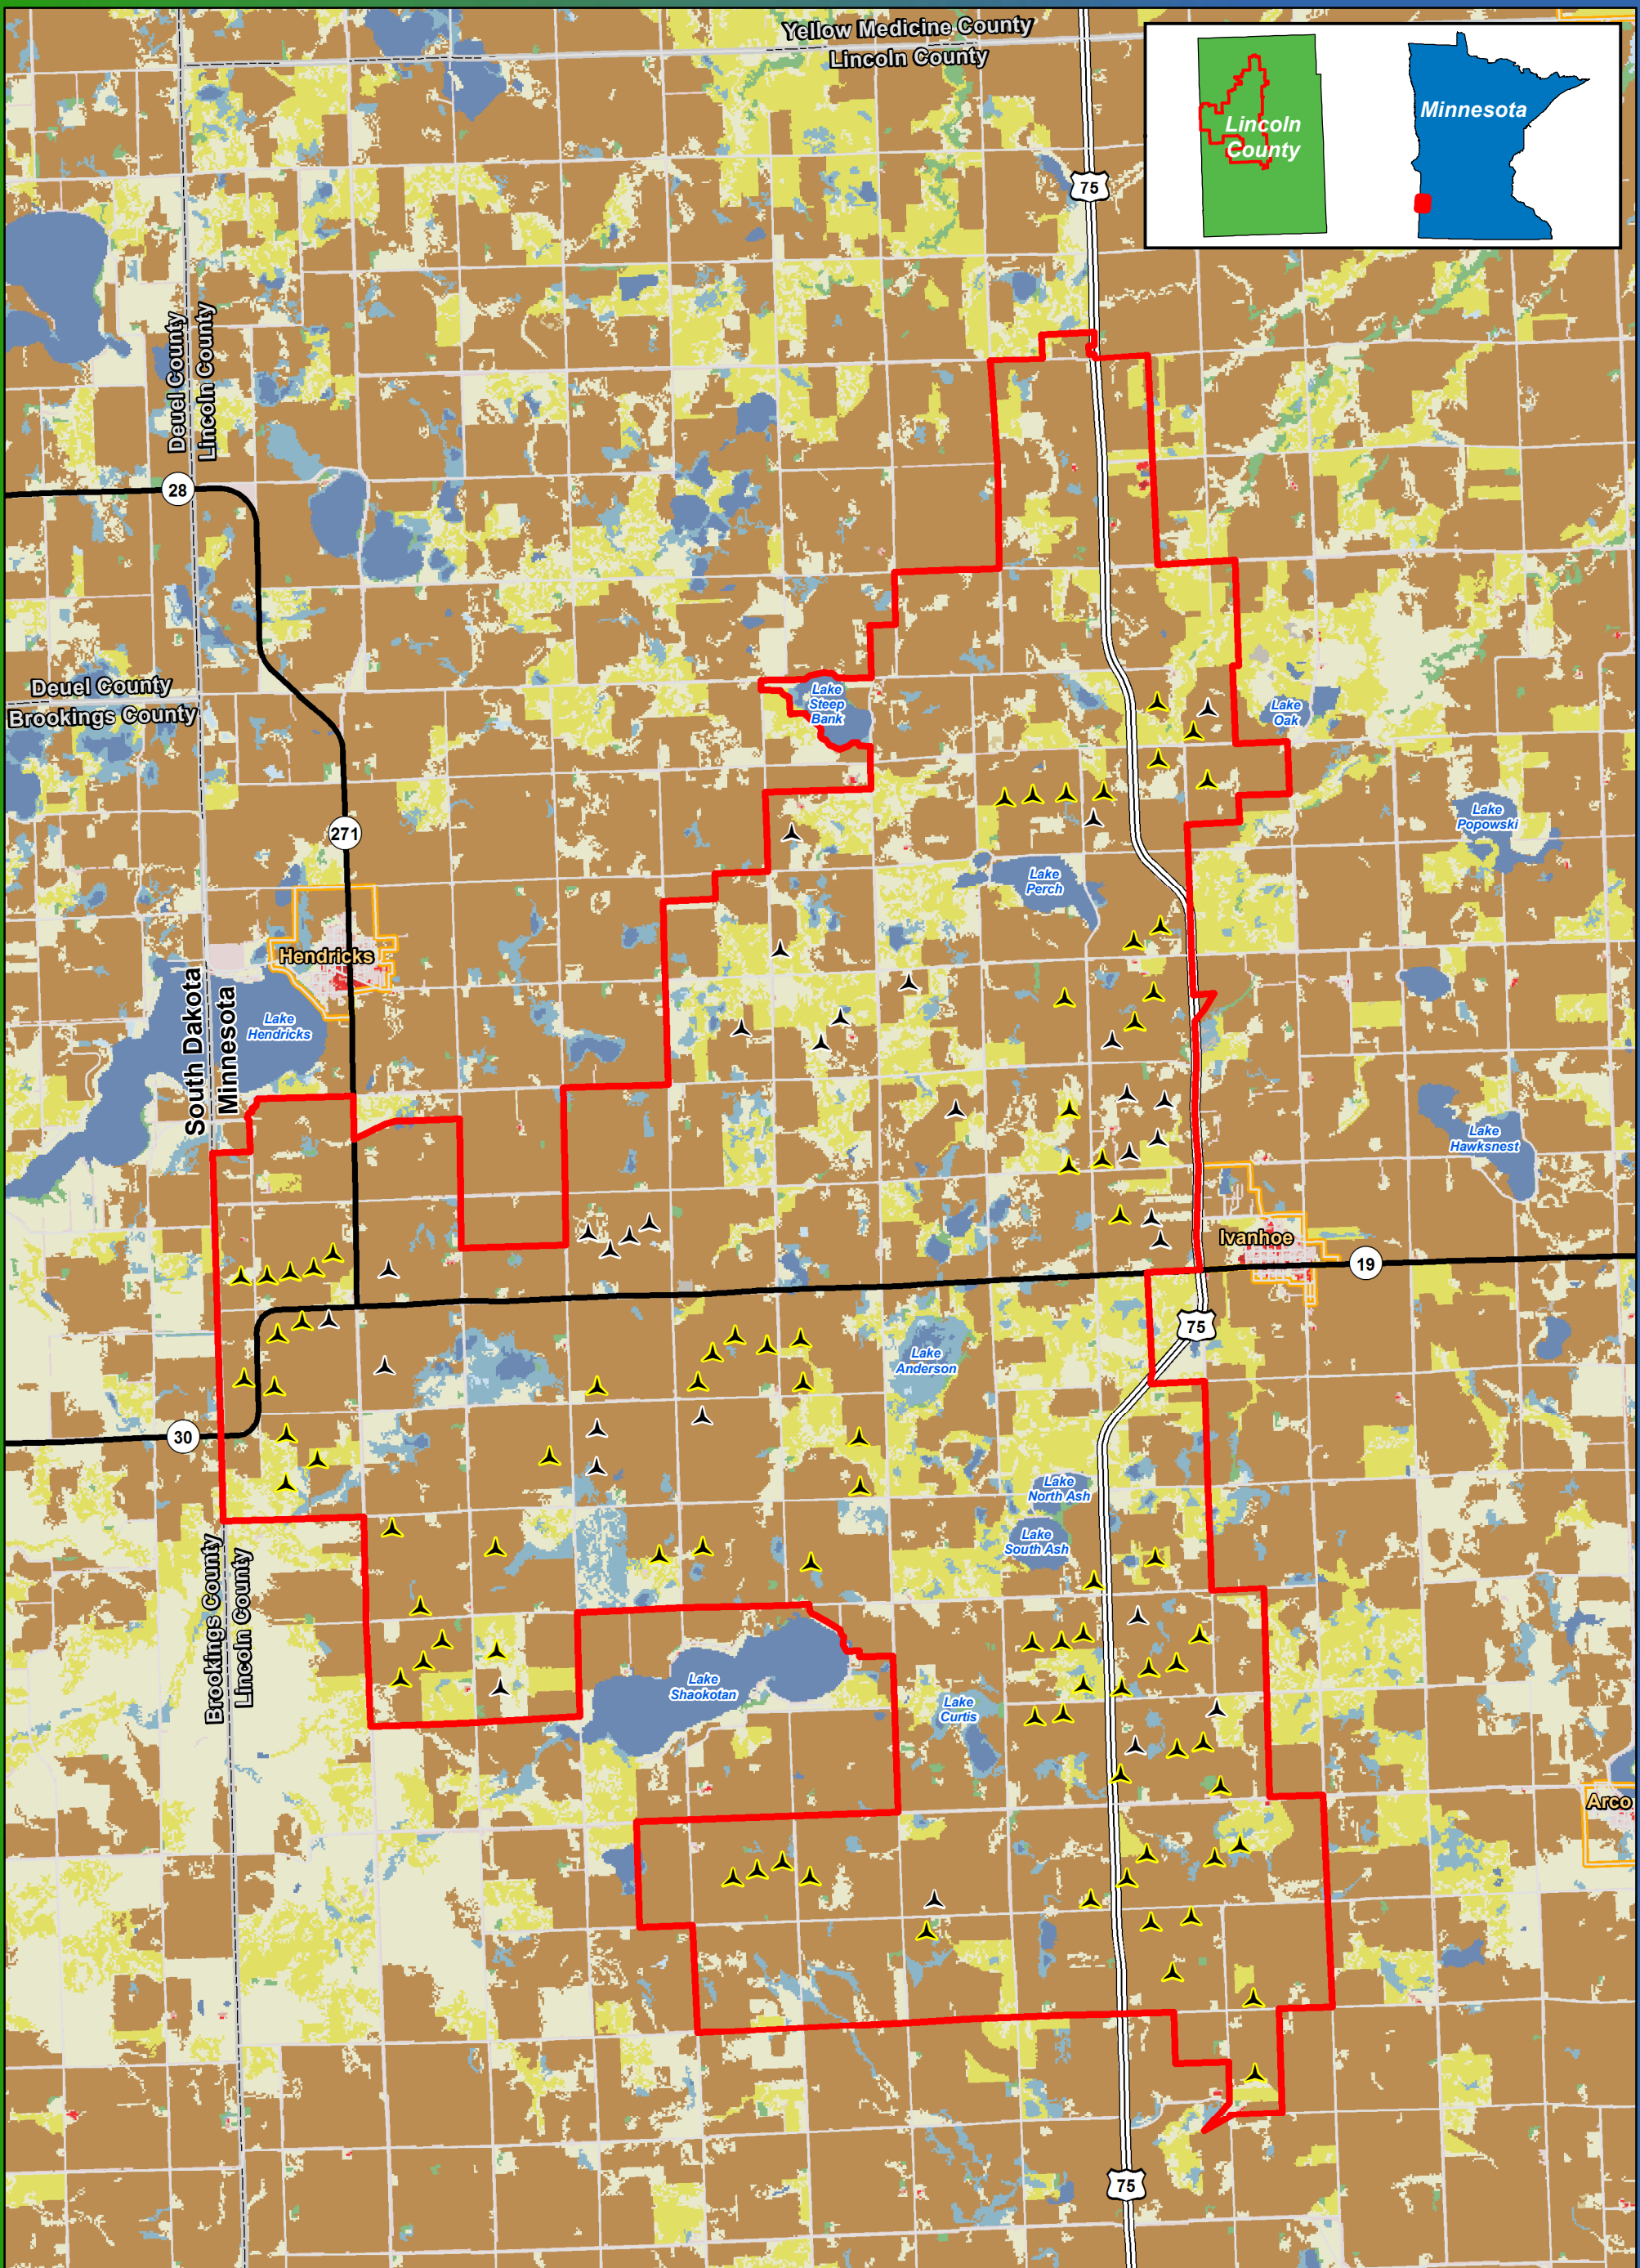 Yellow Medicine County
Lincoln County
Lincoln
County
Minnesota
75
Deuel County
Lincoln County
28
Deuel County
Brookings County
Lake
Steep
Bank
Lake
Oak
Lake
Popowski
271
Lake
Perch
Hendricks
Lake
Hendricks
South Dakota
Minnesota
Lake
Hawksnest
Ivanhoe
19
75
Lake
Anderson
30
Lake
North Ash
Lake
South Ash
Brookings County
Lincoln County
Lake
Shaokotan
Lake
Curtis
Arco
75